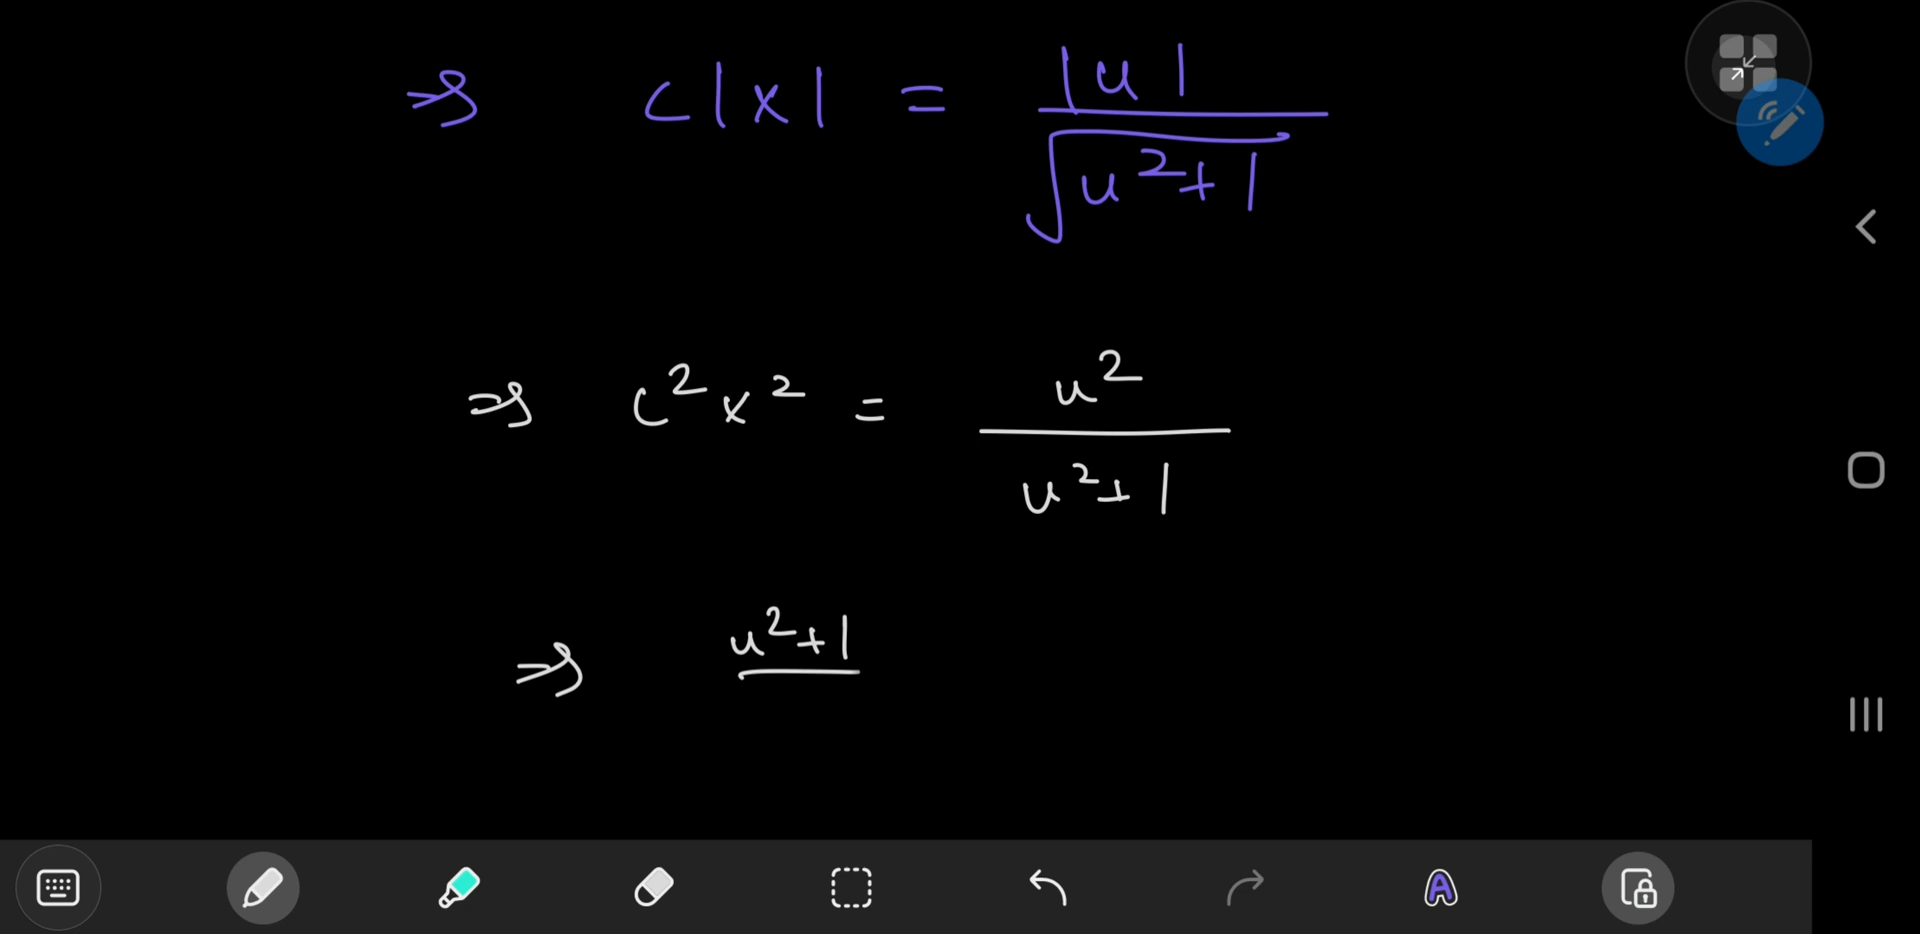 ⇒ c|x| = |u| / √(u²+1)
⇒ c²x² = u² / (u²+1)
⇒ u²+1